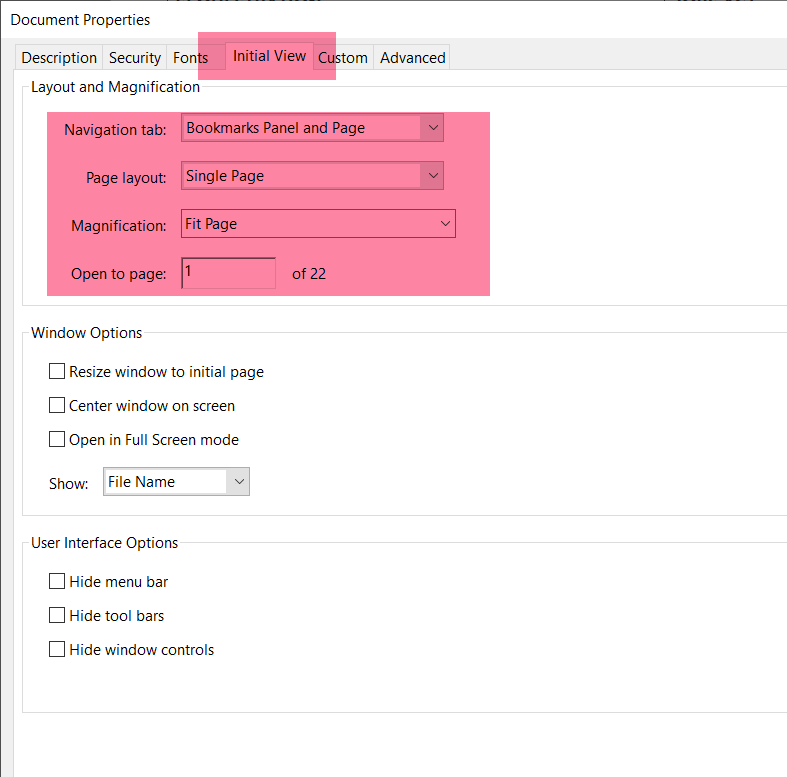 Document Properties
Description Security Fonts Initial View Custom Advanced
Layout and Magnification
Navigation tab: Bookmarks Panel and Page
Page layout: Single Page
Magnification: Fit Page
Open to page: 1 of 22
Window Options
Resize window to initial page
Center window on screen
Open in Full Screen mode
Show: File Name
User Interface Options
Hide menu bar
Hide tool bars
Hide window controls